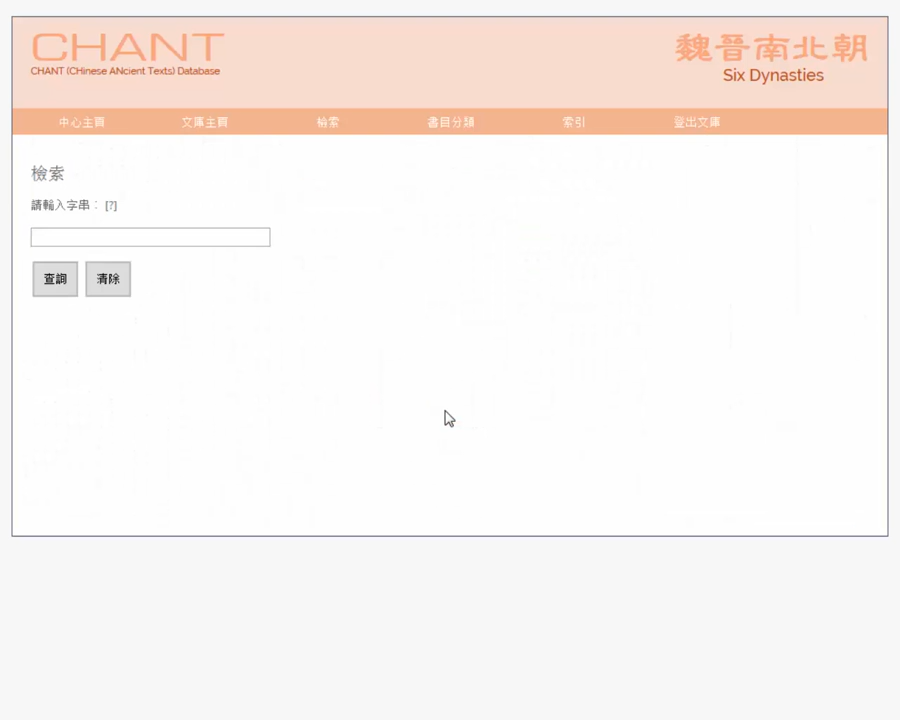 CHANT
CHANT (CHinese ANcient Texts) Database
魏晉南北朝
Six Dynasties
中心主頁
文庫主頁
檢索
書目分類
索引
登出文庫
檢索
請輸入字串： [?]
查詢
清除